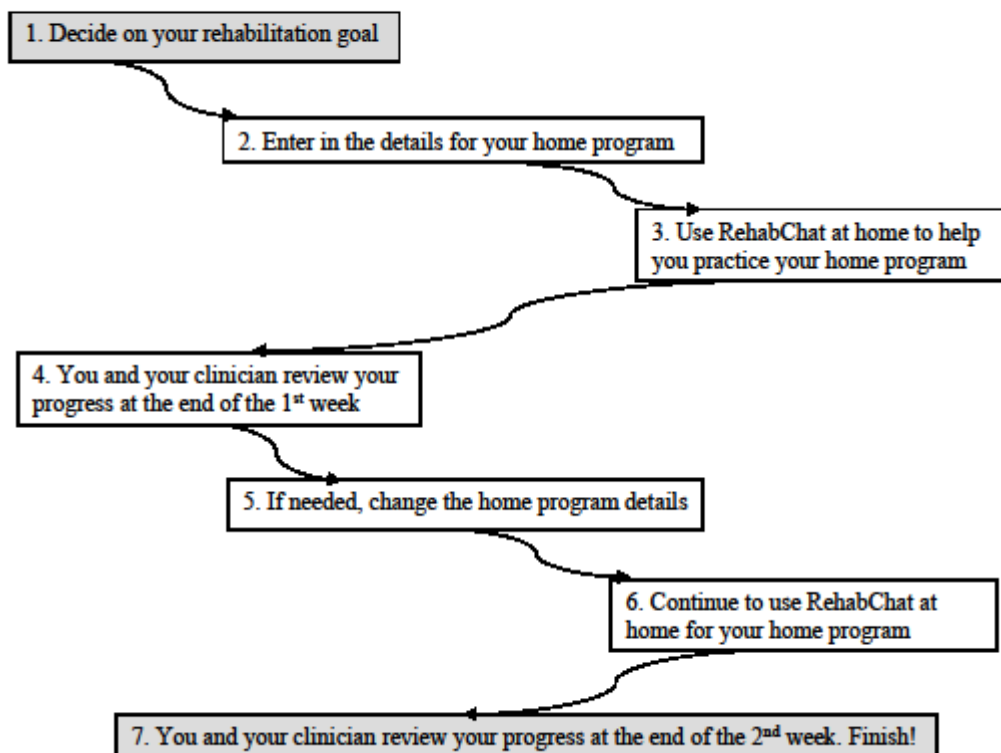 1. Decide on your rehabilitation goal
2. Enter in the details for your home program
3. Use RehabChat at home to help
you practice your home program
4. You and your clinician review your
progress at the end of the 1st week
5. If needed, change the home program details
6. Continue to use RehabChat at
home for your home program
7. You and your clinician review your progress at the end of the 2nd week. Finish!